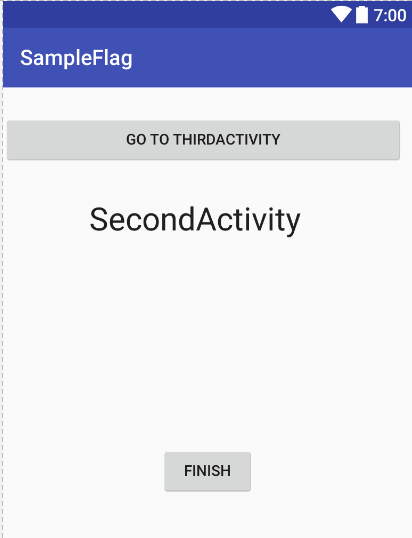 7:00
SampleFlag
GO TO THIRDACTIVITY
SecondActivity
FINISH